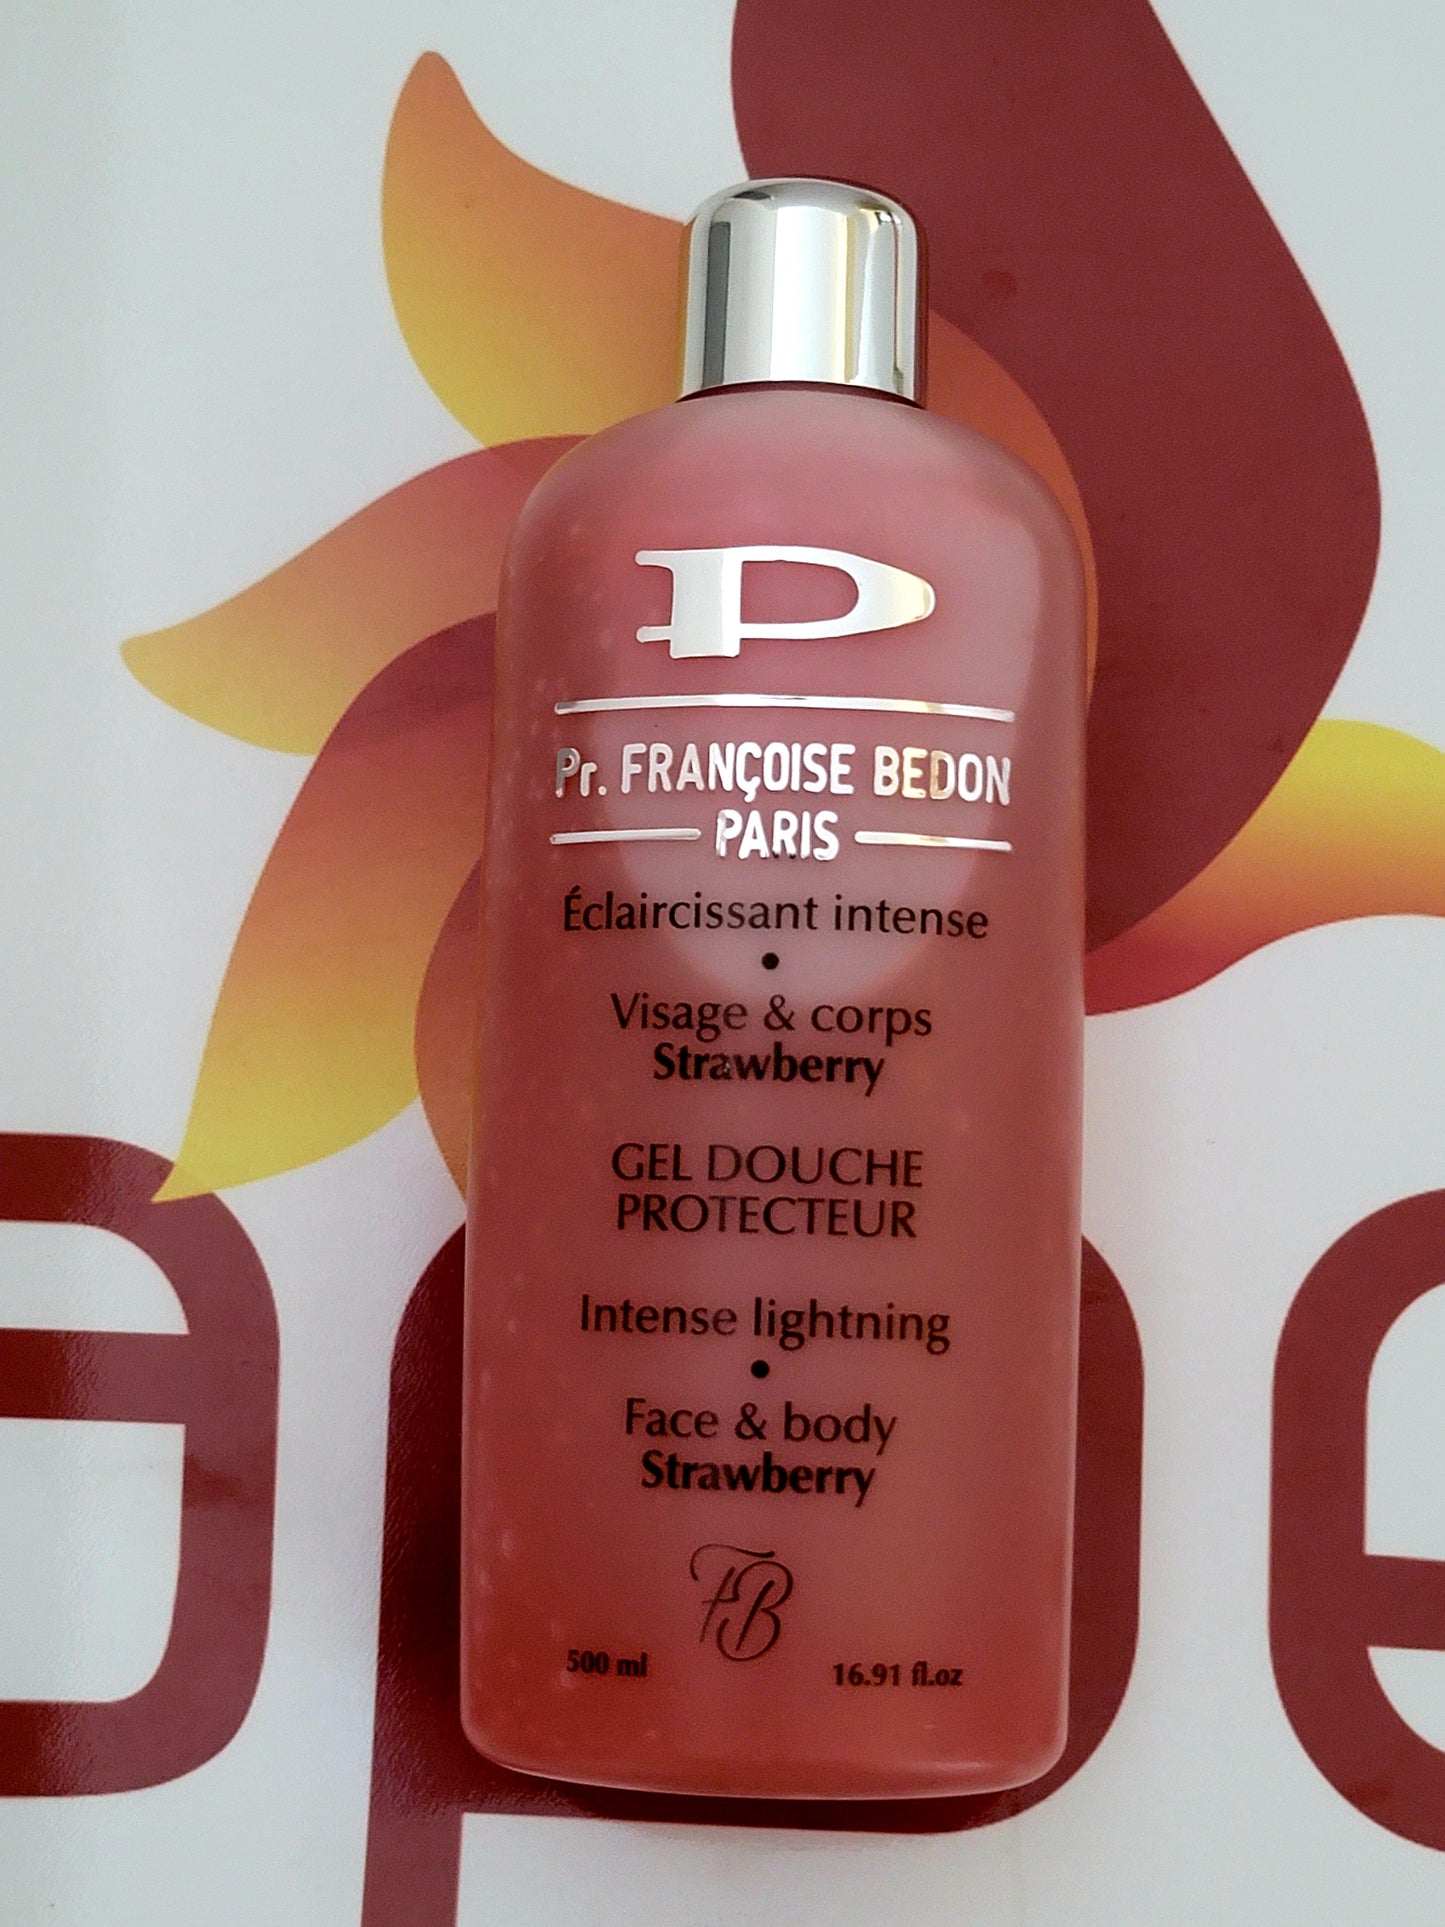 P
Pr. FRANÇOISE BEDON
PARIS
Éclaircissant intense
•
Visage & corps
Strawberry
GEL DOUCHE
PROTECTEUR
Intense lightning
•
Face & body
Strawberry
FB
500 ml 16.91 fl.oz